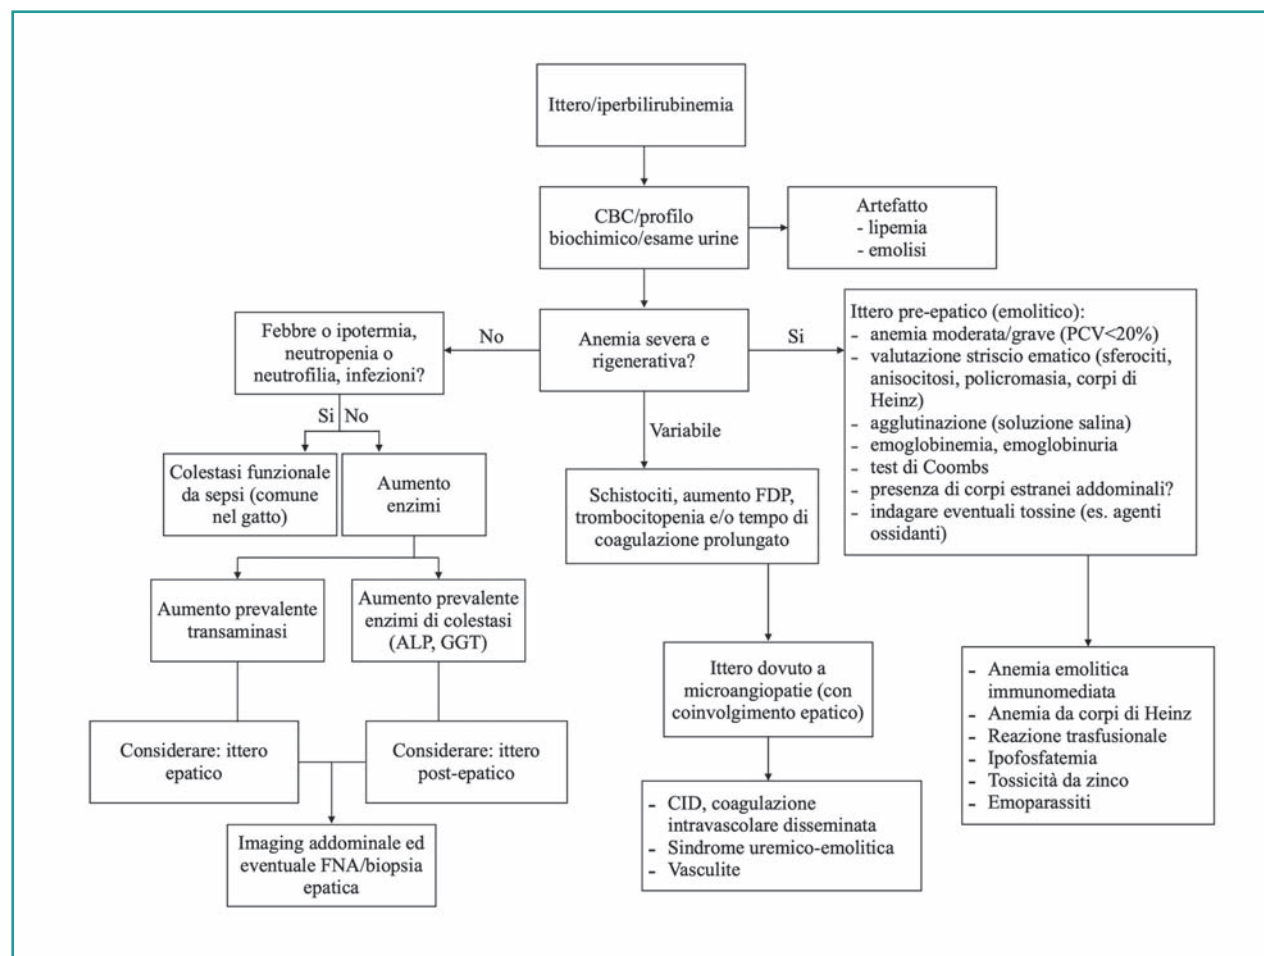 Ittero/iperbilirubinemia
CBC/profilo
biochimico/esame urine
Artefatto
- lipemia
- emolisi
Febbre o ipotermia,
neutropenia o
neutrofilia, infezioni?
No
Anemia severa e
rigenerativa?
Si
Ittero pre-epatico (emolitico):
- anemia moderata/grave (PCV<20%)
- valutazione striscio ematico (sferociti,
anisocitosi, policromasia, corpi di
Heinz)
- agglutinazione (soluzione salina)
- emoglobinemia, emoglobinuria
- test di Coombs
- presenza di corpi estranei addominali?
- indagare eventuali tossine (es. agenti
ossidanti)
Si No
Variabile
Colestasi funzionale
da sepsi (comune
nel gatto)
Aumento
enzimi
Schistociti, aumento FDP,
trombocitopenia e/o tempo di
coagulazione prolungato
Aumento prevalente
transaminasi
Aumento prevalente
enzimi di colestasi
(ALP, GGT)
Ittero dovuto a
microangiopatie (con
coinvolgimento epatico)
- Anemia emolitica
immunomediata
- Anemia da corpi di Heinz
- Reazione trasfusionale
- Ipofosfatemia
- Tossicità da zinco
- Emoparassiti
Considerare: ittero
epatico
Considerare: ittero
post-epatico
- CID, coagulazione
intravascolare disseminata
- Sindrome uremico-emolitica
- Vasculite
Imaging addominale ed
eventuale FNA/biopsia
epatica